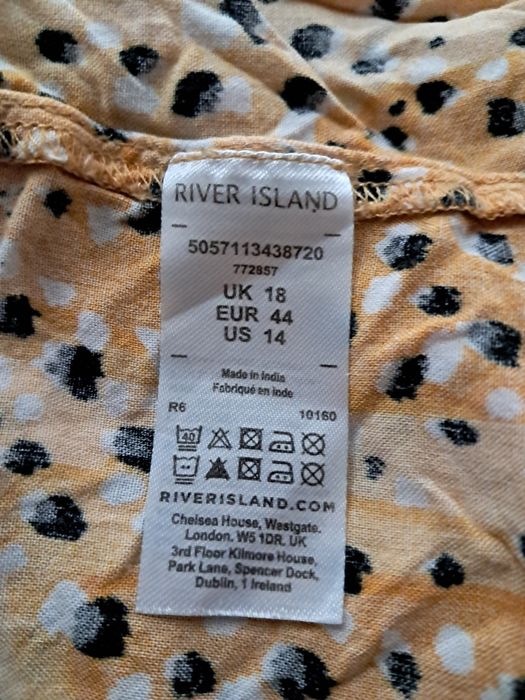 RIVER ISLAND
5057113438720
772857
UK 18
EUR 44
US 14
Made in India
Fabriqué en Inde
R6 10160
40
RIVERISLAND.COM
Chelsea House, Westgate.
London. W5 1DR. UK
3rd Floor Kilmore House,
Park Lane, Spencer Dock,
Dublin, 1 Ireland